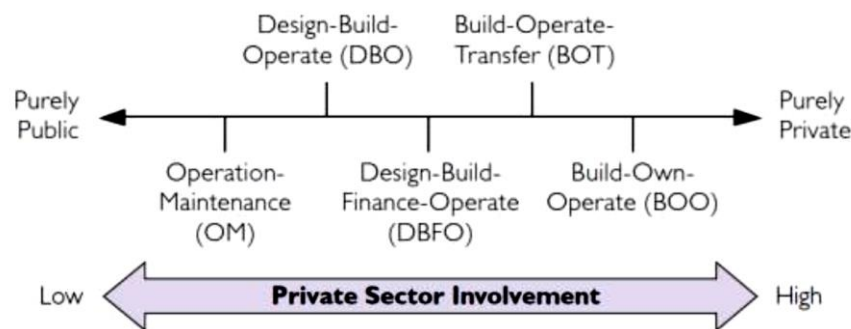 Design-Build-
Operate (DBO)
Build-Operate-
Transfer (BOT)
Purely
Public
Purely
Private
Operation-
Maintenance
(OM)
Design-Build-
Finance-Operate
(DBFO)
Build-Own-
Operate (BOO)
Low
Private Sector Involvement
High